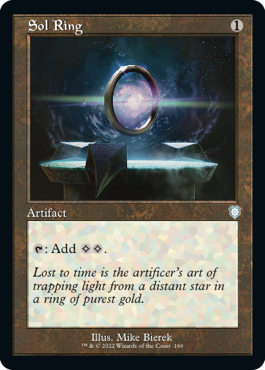 Sol Ring 1
Artifact
: Add .
Lost to time is the artificer's art of
trapping light from a distant star in
a ring of purest gold.
Illus. Mike Bierek
™ & © 2022 Wizards of the Coast 160